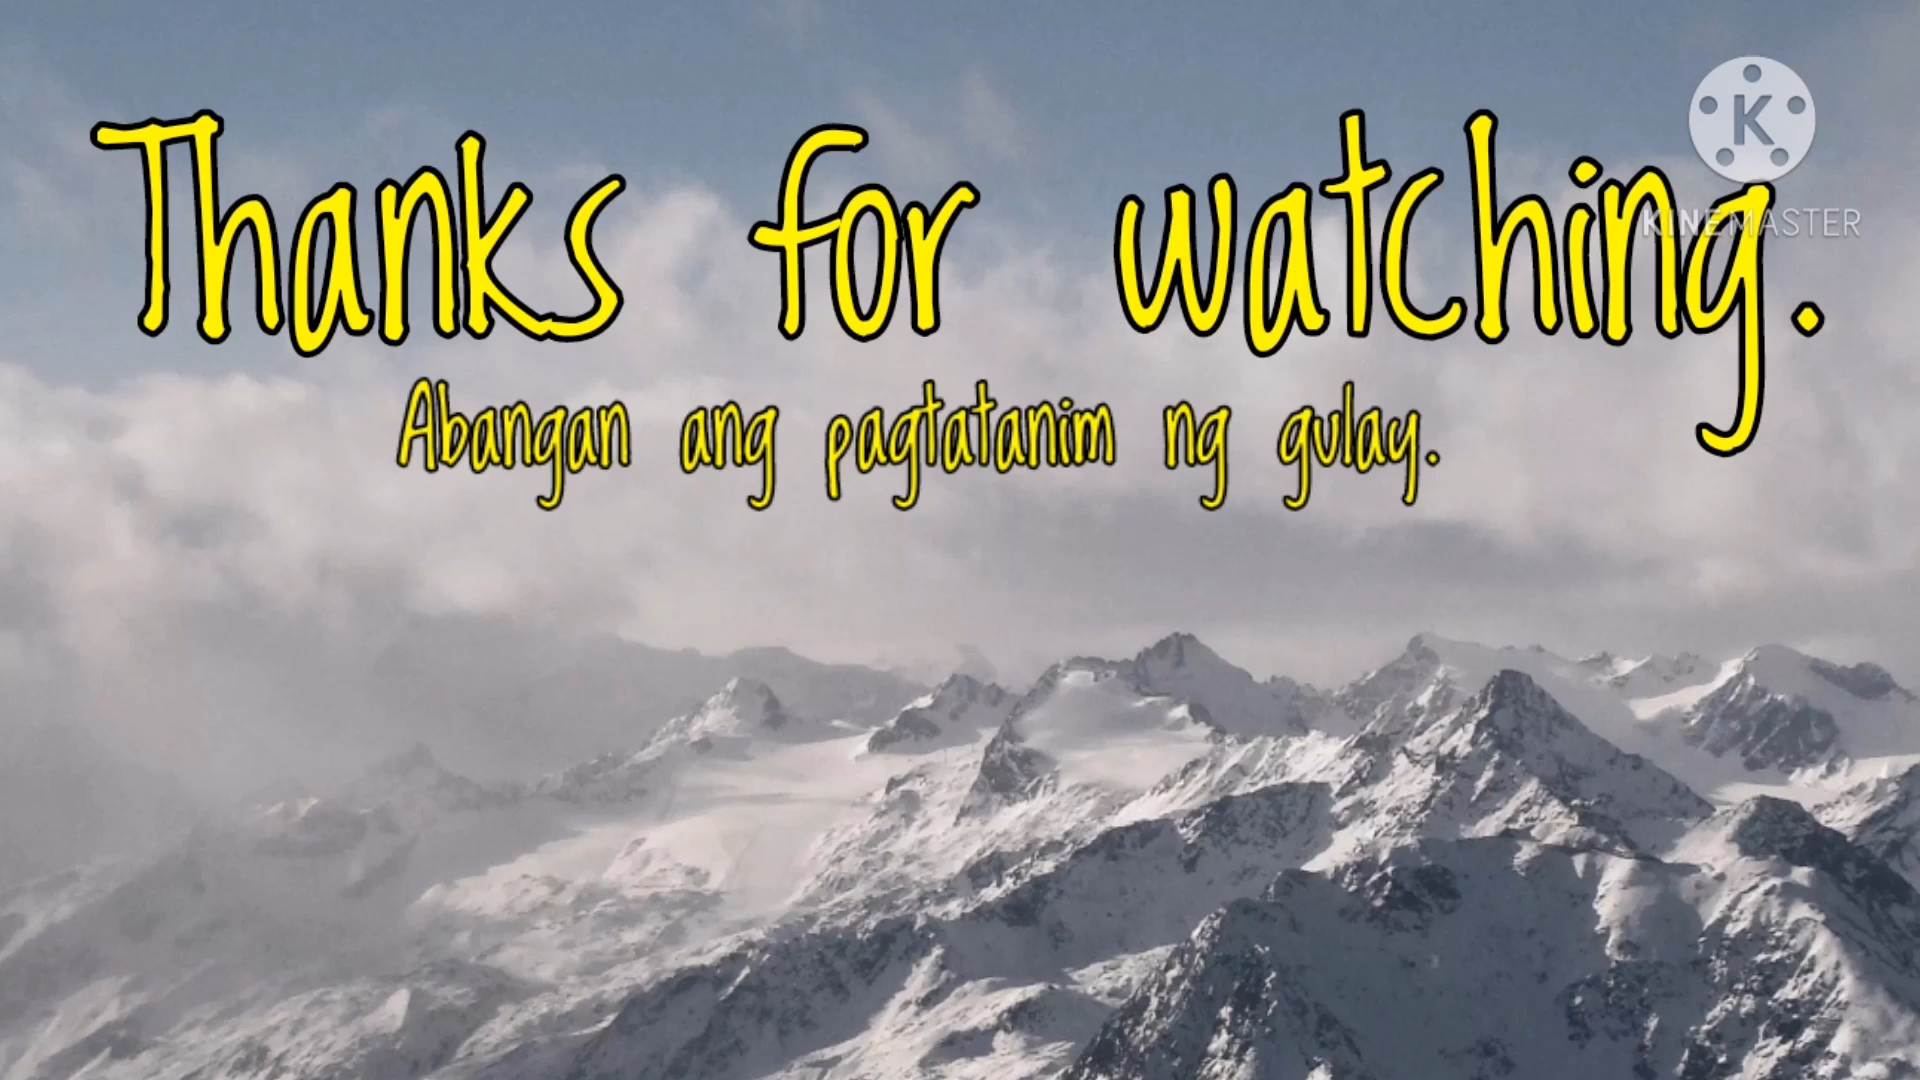 Thanks for watching.
Abangan ang pagtatanim ng gulay.
K
KINEMASTER